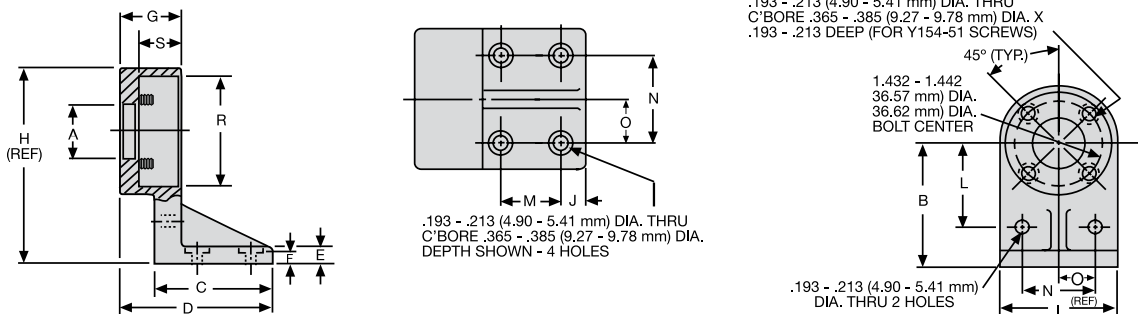 G
S
H
(REF)
A
R
F
E
C
D
N
O
M
J
.193 - .213 (4.90 - 5.41 mm) DIA. THRU
C'BORE .365 - .385 (9.27 - 9.78 mm) DIA.
DEPTH SHOWN - 4 HOLES
.193 - .213 (4.90 - 5.41 mm) DIA. THRU
C'BORE .365 - .385 (9.27 - 9.78 mm) DIA. X
.193 - .213 DEEP (FOR Y154-51 SCREWS)
45º (TYP.)
1.432 - 1.442
36.57 mm) DIA.
36.62 mm) DIA.
BOLT CENTER
B
L
.193 - .213 (4.90 - 5.41 mm)
DIA. THRU 2 HOLES
N
O
(REF)